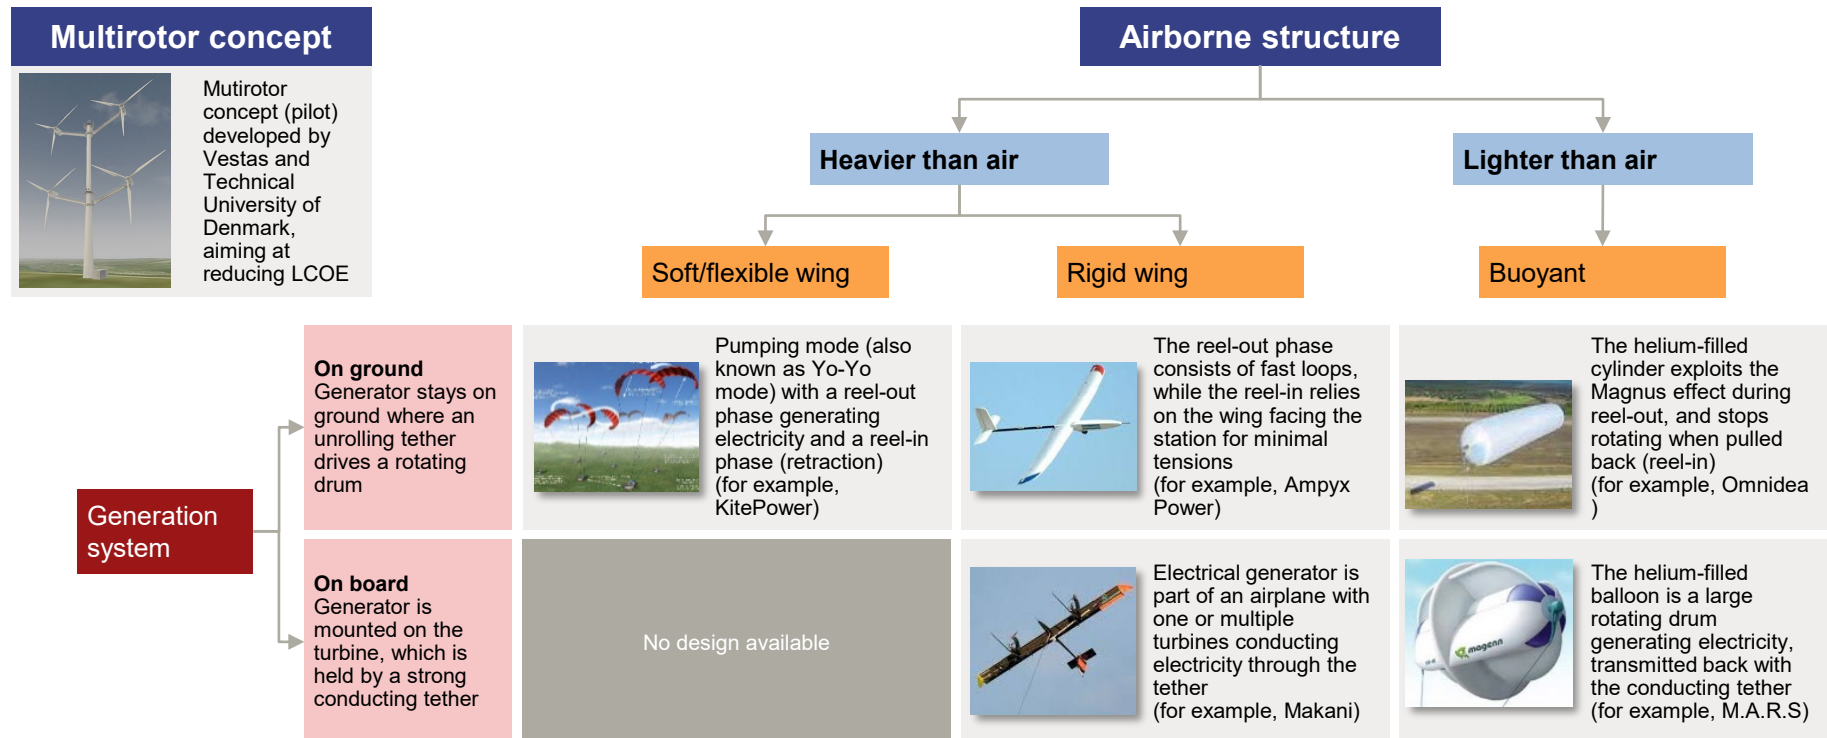 Multirotor concept
Mutirotor
concept (pilot)
developed by
Vestas and
Technical
University of
Denmark,
aiming at
reducing LCOE
Airborne structure
Heavier than air
Lighter than air
Soft/flexible wing
Rigid wing
Buoyant
Generation
system
On ground
Generator stays on
ground where an
unrolling tether
drives a rotating
drum
Pumping mode (also
known as Yo-Yo
mode) with a reel-out
phase generating
electricity and a reel-in
phase (retraction)
(for example,
KitePower)
The reel-out phase
consists of fast loops,
while the reel-in relies
on the wing facing the
station for minimal
tensions
(for example, Ampyx
Power)
The helium-filled
cylinder exploits the
Magnus effect during
reel-out, and stops
rotating when pulled
back (reel-in)
(for example, Omnidea
)
On board
Generator is
mounted on the
turbine, which is
held by a strong
conducting tether
No design available
Electrical generator is
part of an airplane with
one or multiple
turbines conducting
electricity through the
tether
(for example, Makani)
magenn
The helium-filled
balloon is a large
rotating drum
generating electricity,
transmitted back with
the conducting tether
(for example, M.A.R.S)